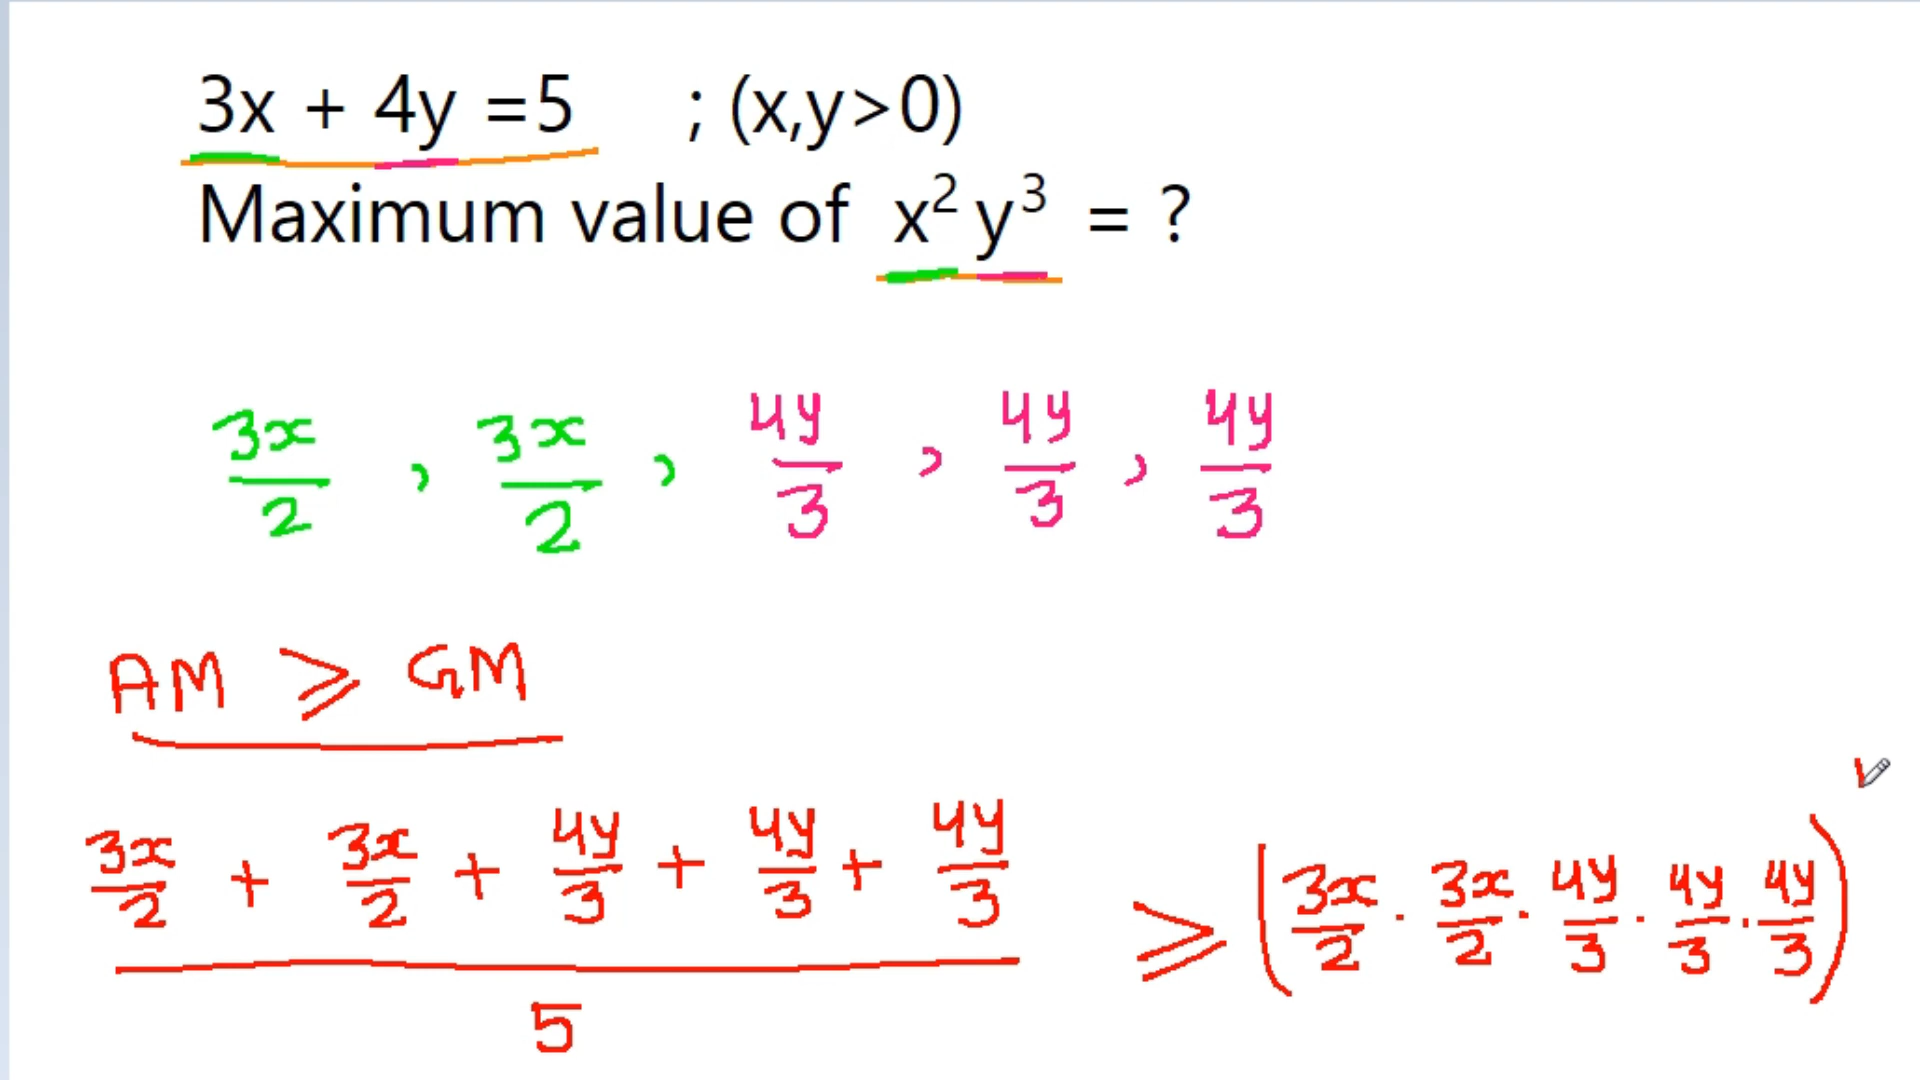 3x + 4y =5 ; (x,y>0)
Maximum value of x² y³ = ?
3x/2 , 3x/2 , 4y/3 , 4y/3 , 4y/3
AM ⩾ GM
(3x/2 + 3x/2 + 4y/3 + 4y/3 + 4y/3)/5 ⩾ (3x/2 · 3x/2 · 4y/3 · 4y/3 · 4y/3)